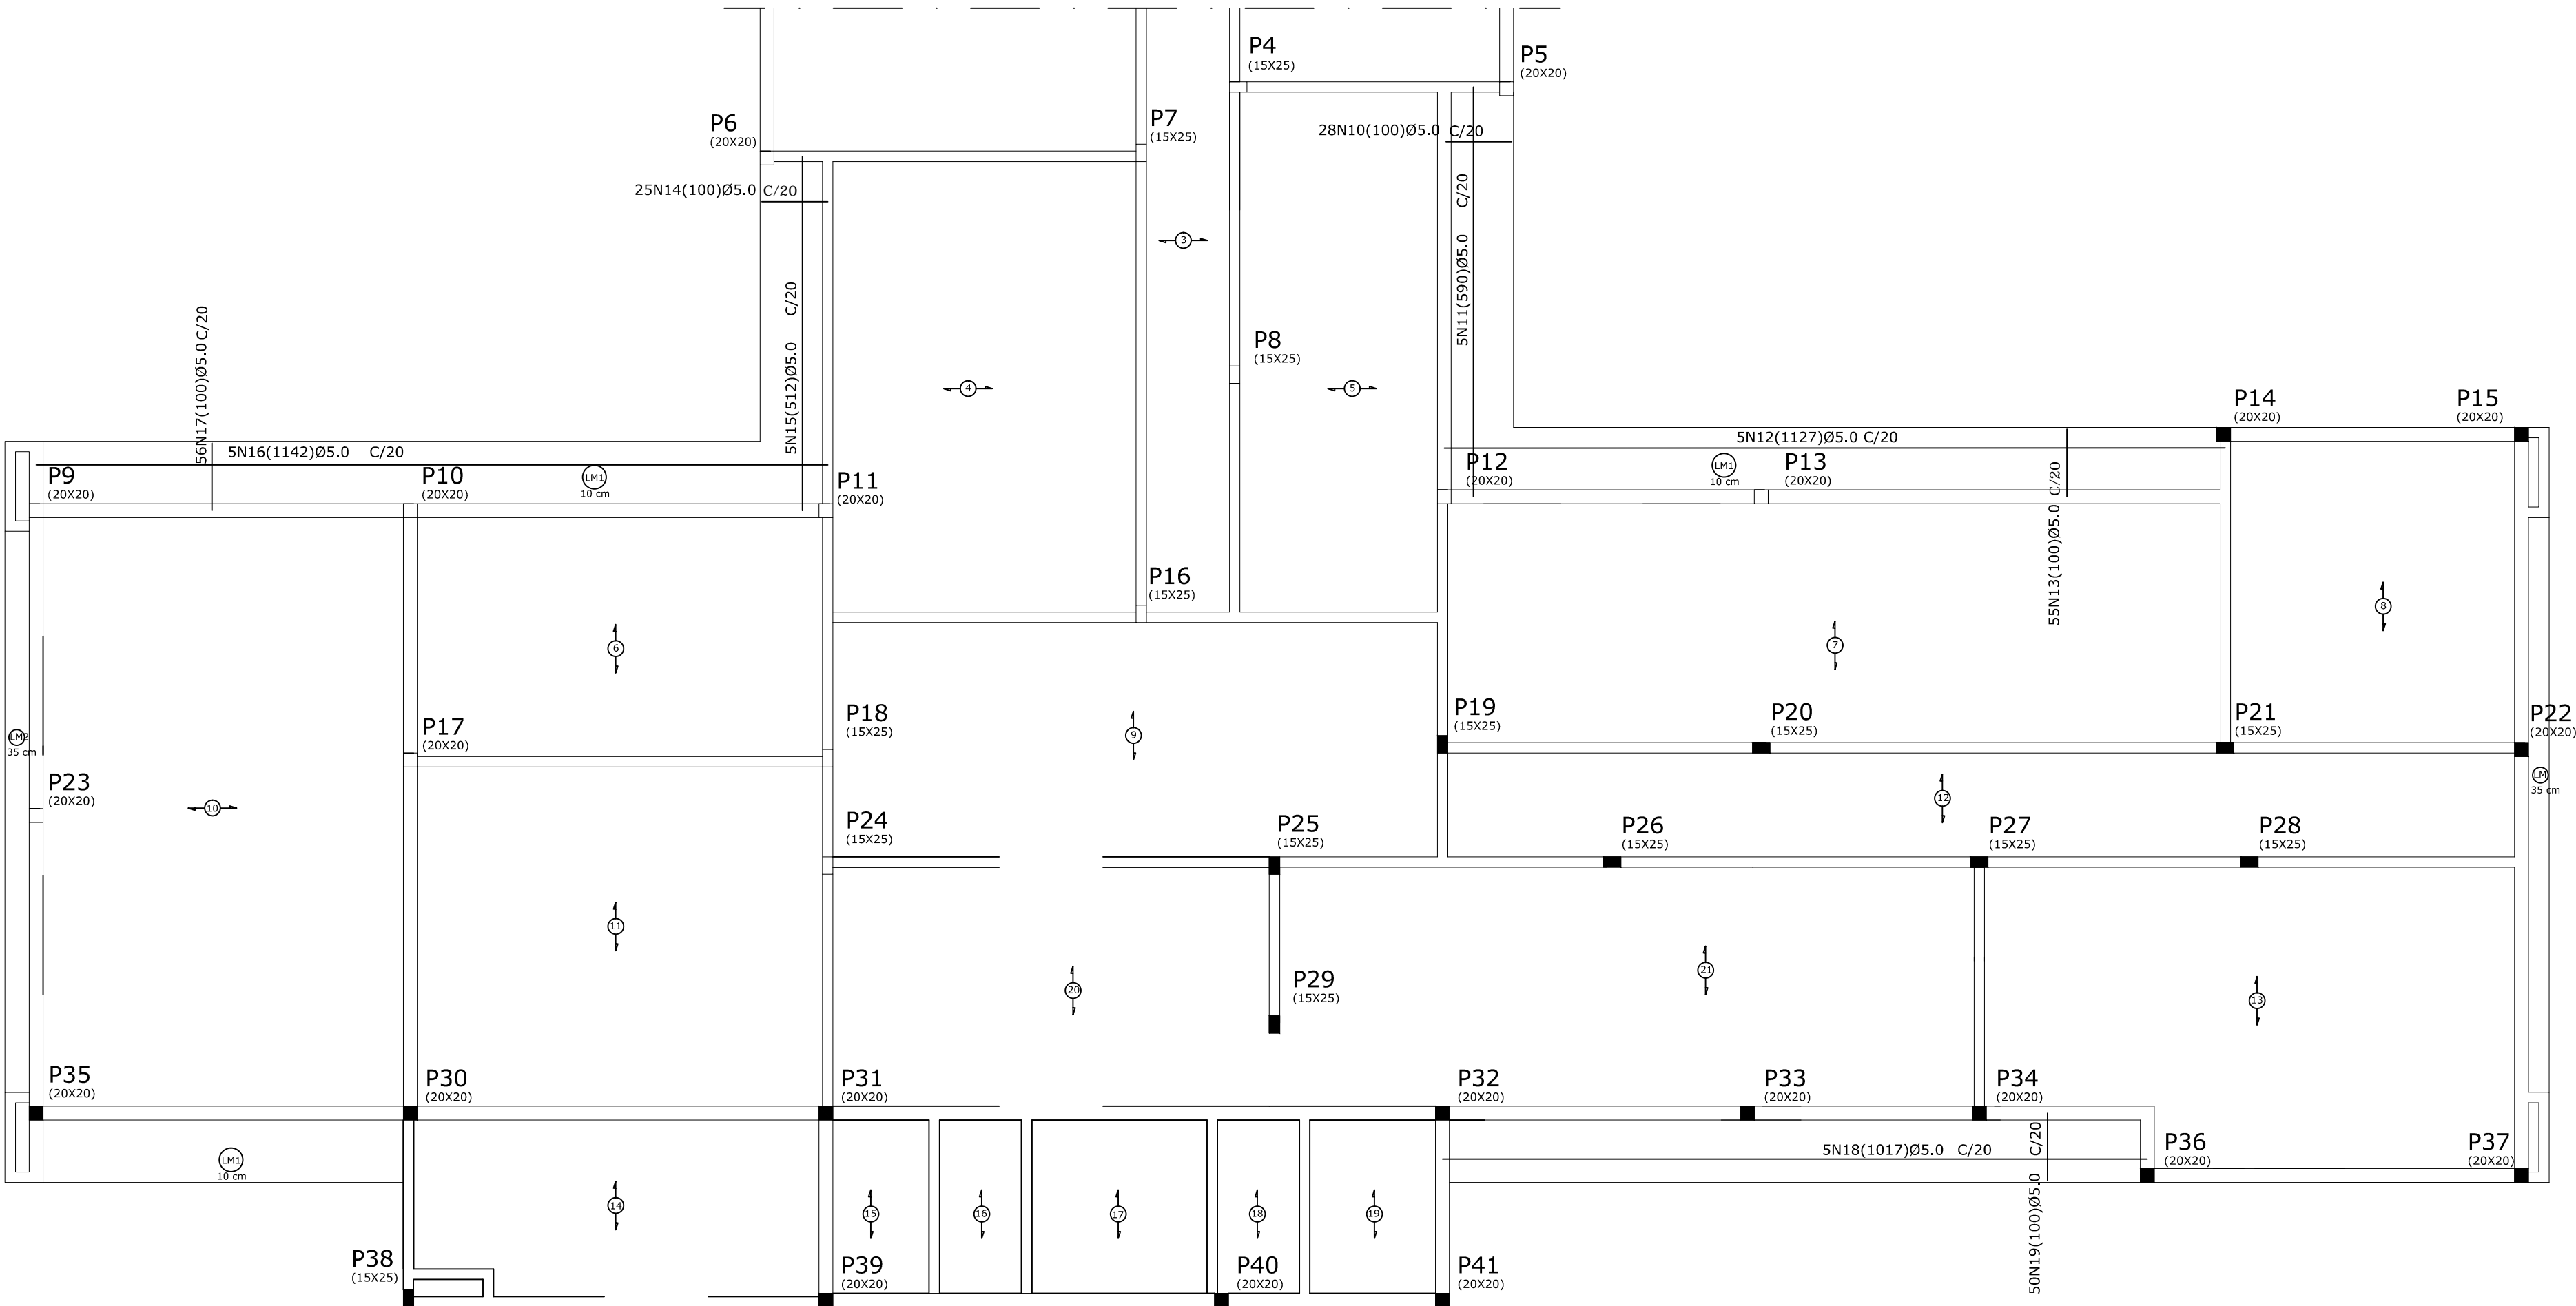 P4
(15X25)
P5
(20X20)
P6
(20X20)
P7
(15X25)
28N10(100)Ø5.0 C/20
25N14(100)Ø5.0 C/20
3
5N15(512)Ø5.0 C/20
5N11(590)Ø5.0 C/20
P8
(15X25)
4
5
56N17(100)Ø5.0 C/20
P14
(20X20)
P15
(20X20)
5N16(1142)Ø5.0 C/20
5N12(1127)Ø5.0 C/20
P9
(20X20)
P10
(20X20)
LM1
10 cm
P11
(20X20)
P12
(20X20)
LM1
10 cm
P13
(20X20)
55N13(100)Ø5.0 C/20
P16
(15X25)
6
7
8
P17
(20X20)
P18
(15X25)
9
P19
(15X25)
P20
(15X25)
P21
(15X25)
P22
(20X20)
LM2
35 cm
LM
35 cm
P23
(20X20)
10
P24
(15X25)
P25
(15X25)
P26
(15X25)
12
P27
(15X25)
P28
(15X25)
11
20
P29
(15X25)
21
13
P35
(20X20)
P30
(20X20)
P31
(20X20)
P32
(20X20)
P33
(20X20)
P34
(20X20)
LM1
10 cm
5N18(1017)Ø5.0 C/20
50N19(100)Ø5.0 C/20
P36
(20X20)
P37
(20X20)
14
15
16
17
18
19
P38
(15X25)
P39
(20X20)
P40
(20X20)
P41
(20X20)